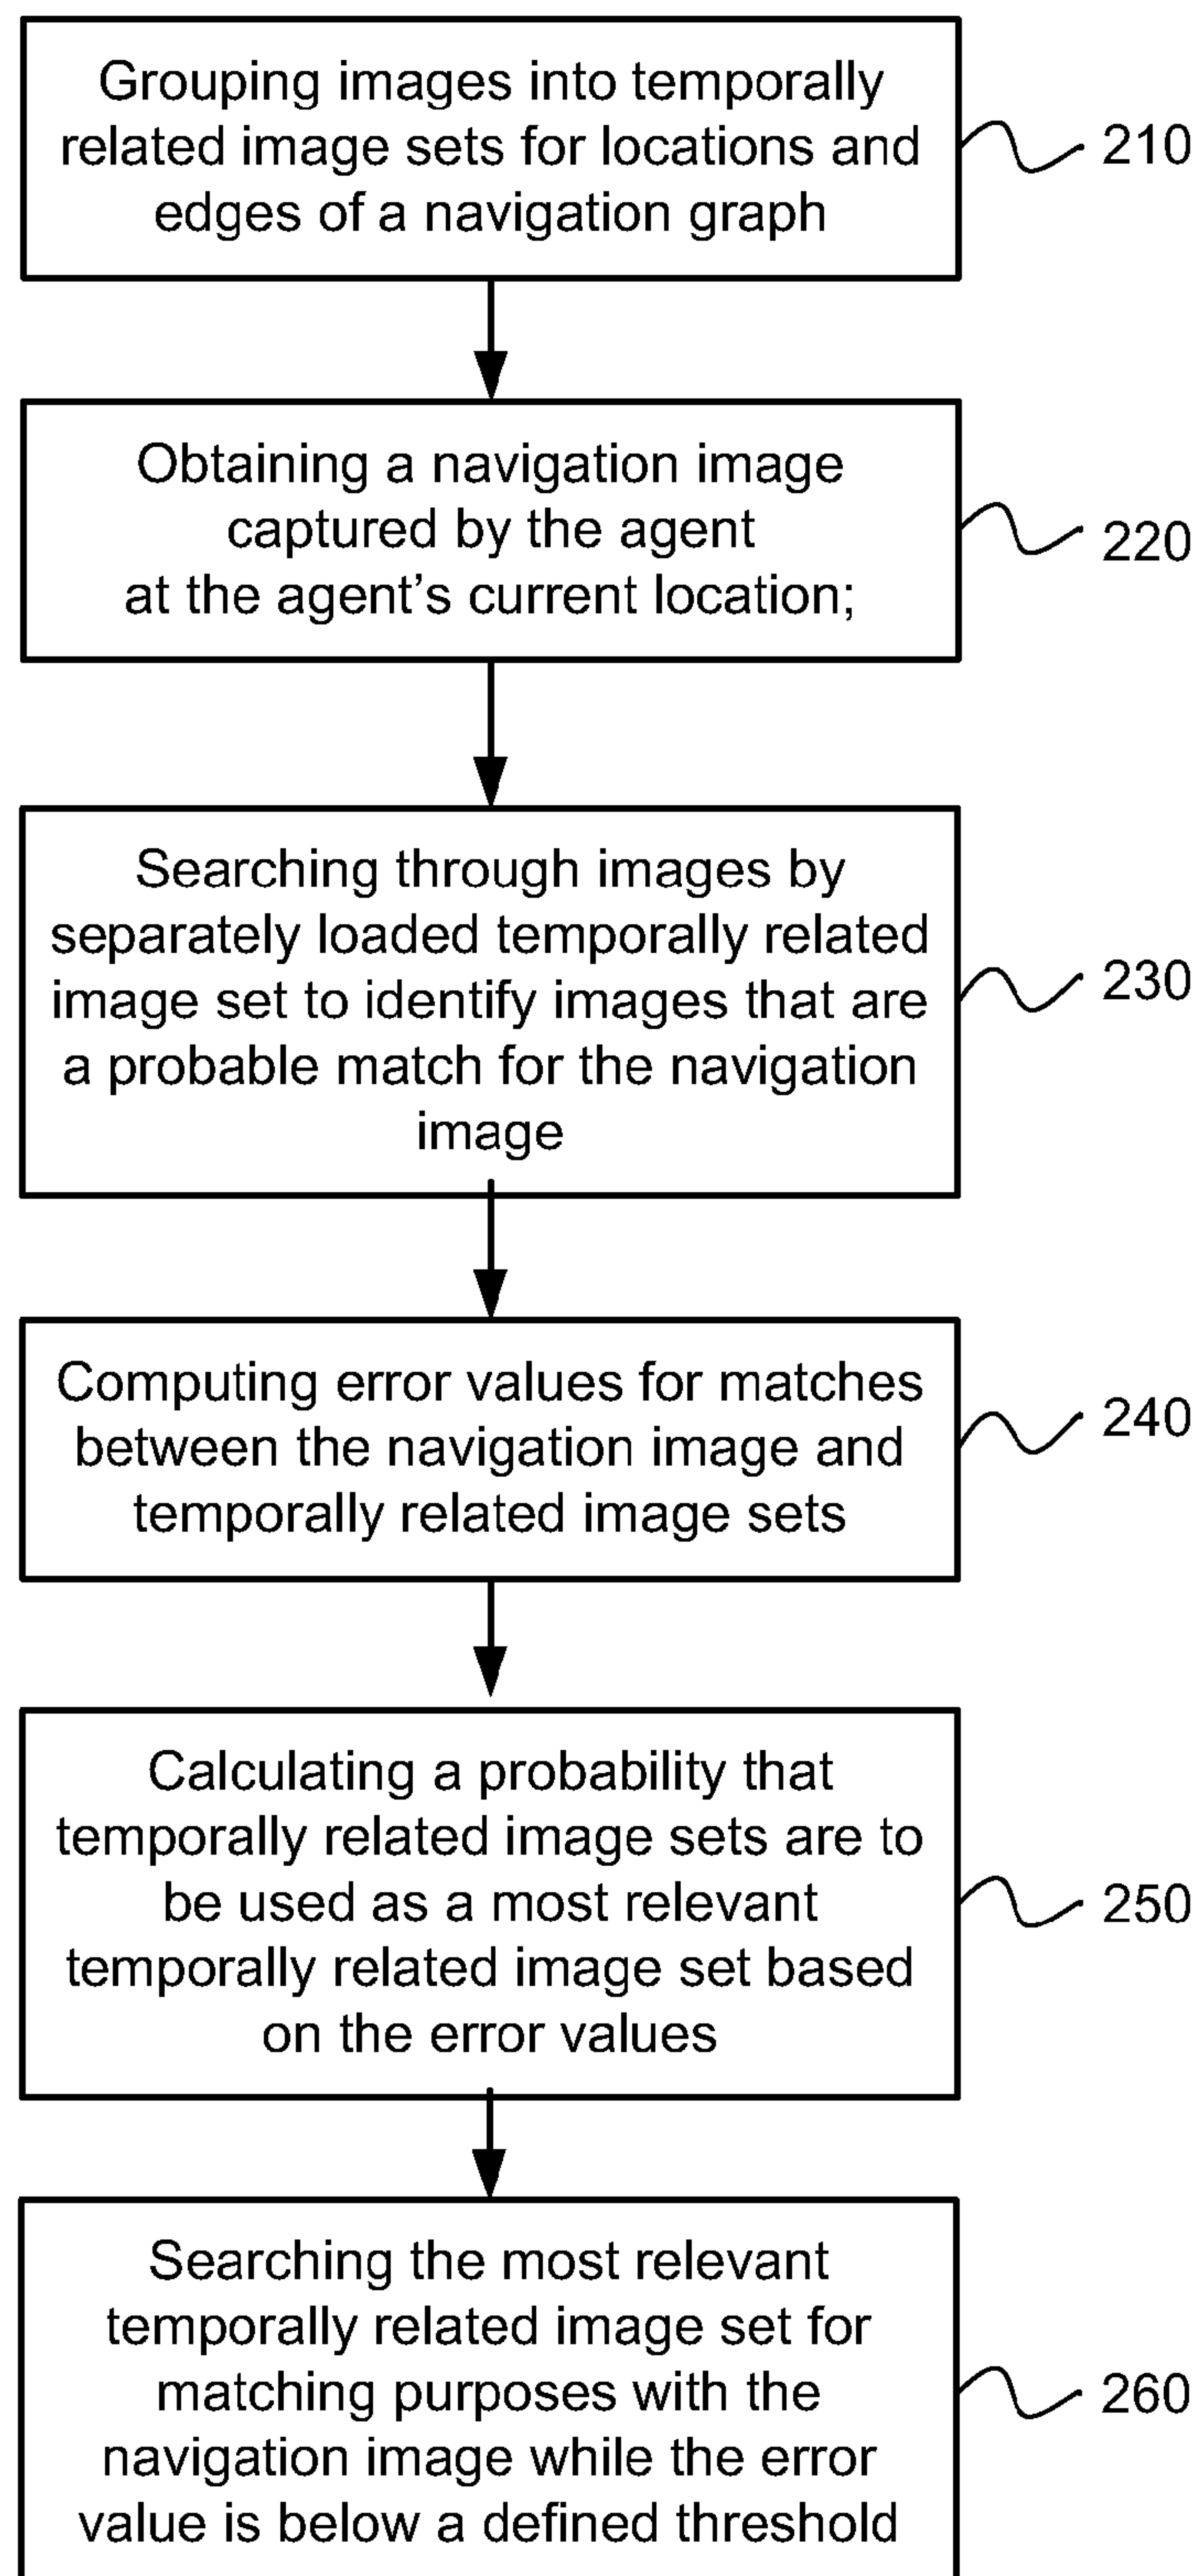 Grouping images into temporally
related image sets for locations and
edges of a navigation graph
210
Obtaining a navigation image
captured by the agent
at the agent's current location;
220
Searching through images by
separately loaded temporally related
image set to identify images that are
a probable match for the navigation
image
230
Computing error values for matches
between the navigation image and
temporally related image sets
240
Calculating a probability that
temporally related image sets are to
be used as a most relevant
temporally related image set based
on the error values
250
Searching the most relevant
temporally related image set for
matching purposes with the
navigation image while the error
value is below a defined threshold
260